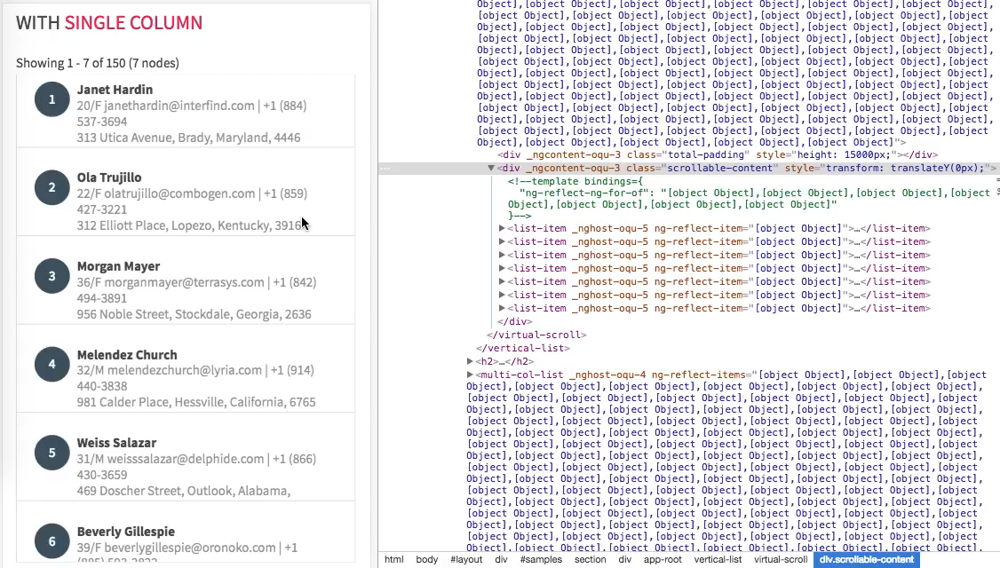 WITH SINGLE COLUMN
Showing 1 - 7 of 150 (7 nodes)
1
Janet Hardin
20/F janethardin@interfind.com | +1 (884)
537-3694
313 Utica Avenue, Brady, Maryland, 4446
2
Ola Trujillo
22/F olatrujillo@combogen.com | +1 (859)
427-3221
312 Elliott Place, Lopezo, Kentucky, 3916
3
Morgan Mayer
36/F morganmayer@terrasys.com | +1 (842)
494-3891
956 Noble Street, Stockdale, Georgia, 2636
4
Melendez Church
32/M melendezchurch@lyria.com | +1 (914)
440-3838
981 Calder Place, Hessville, California, 6765
5
Weiss Salazar
31/M weisssalazar@delphide.com | +1 (866)
430-3659
469 Doscher Street, Outlook, Alabama,
6
Beverly Gillespie
39/F beverlygillespie@oronoko.com | +1
Object],[object Object],[object Object],[object Object],[object Object],[object Object],
[object Object],[object Object],[object Object],[object Object],[object Object],[object
Object],[object Object],[object Object],[object Object],[object Object],[object Object],
[object Object],[object Object],[object Object],[object Object],[object Object],[object
Object],[object Object],[object Object],[object Object],[object Object],[object Object],
[object Object],[object Object],[object Object],[object Object],[object Object],[object
Object],[object Object],[object Object],[object Object],[object Object],[object Object],
[object Object],[object Object],[object Object],[object Object],[object Object],[object
Object],[object Object],[object Object],[object Object],[object Object],[object Object],
[object Object],[object Object],[object Object],[object Object],[object Object],[object
Object],[object Object],[object Object],[object Object],[object Object],[object Object],
[object Object],[object Object],[object Object],[object Object],[object Object],[object
Object],[object Object],[object Object],[object Object],[object Object]">
<div _ngcontent-oqu-3 class="total-padding" style="height: 15000px;"></div>
<div _ngcontent-oqu-3 class="scrollable-content" style="transform: translateY(0px);">
<!--template bindings={
"ng-reflect-ng-for-of": "[object Object],[object Object],[object Object],[object
Object],[object Object],[object Object],[object Object]"
}-->
<list-item _nghost-oqu-5 ng-reflect-item="[object Object]">…</list-item>
<list-item _nghost-oqu-5 ng-reflect-item="[object Object]">…</list-item>
<list-item _nghost-oqu-5 ng-reflect-item="[object Object]">…</list-item>
<list-item _nghost-oqu-5 ng-reflect-item="[object Object]">…</list-item>
<list-item _nghost-oqu-5 ng-reflect-item="[object Object]">…</list-item>
<list-item _nghost-oqu-5 ng-reflect-item="[object Object]">…</list-item>
<list-item _nghost-oqu-5 ng-reflect-item="[object Object]">…</list-item>
</div>
</virtual-scroll>
</vertical-list>
<h2>…</h2>
<multi-col-list _nghost-oqu-4 ng-reflect-items="[object Object],[object Object],[object
Object],[object Object],[object Object],[object Object],[object Object],[object Object],
[object Object],[object Object],[object Object],[object Object],[object Object],[object
Object],[object Object],[object Object],[object Object],[object Object],[object Object],
[object Object],[object Object],[object Object],[object Object],[object Object],[object
Object],[object Object],[object Object],[object Object],[object Object],[object Object],
[object Object],[object Object],[object Object],[object Object],[object Object],[object
Object],[object Object],[object Object],[object Object],[object Object],[object Object],
[object Object],[object Object],[object Object],[object Object],[object Object],[object
Object],[object Object],[object Object],[object Object],[object Object],[object Object],
[object Object],[object Object],[object Object],[object Object],[object Object],[object
Object],[object Object],[object Object],[object Object],[object Object],[object Object],
[object Object],[object Object],[object Object],[object Object],[object Object],[object
Object],[object Object],[object Object],[object Object],[object Object],[object Object],
[object Object],[object Object],[object Object],[object Object],[object Object],[object
Object],[object Object],[object Object],[object Object],[object Object],[object Object],
html body #layout div #samples section div app-root vertical-list virtual-scroll div.scrollable-content